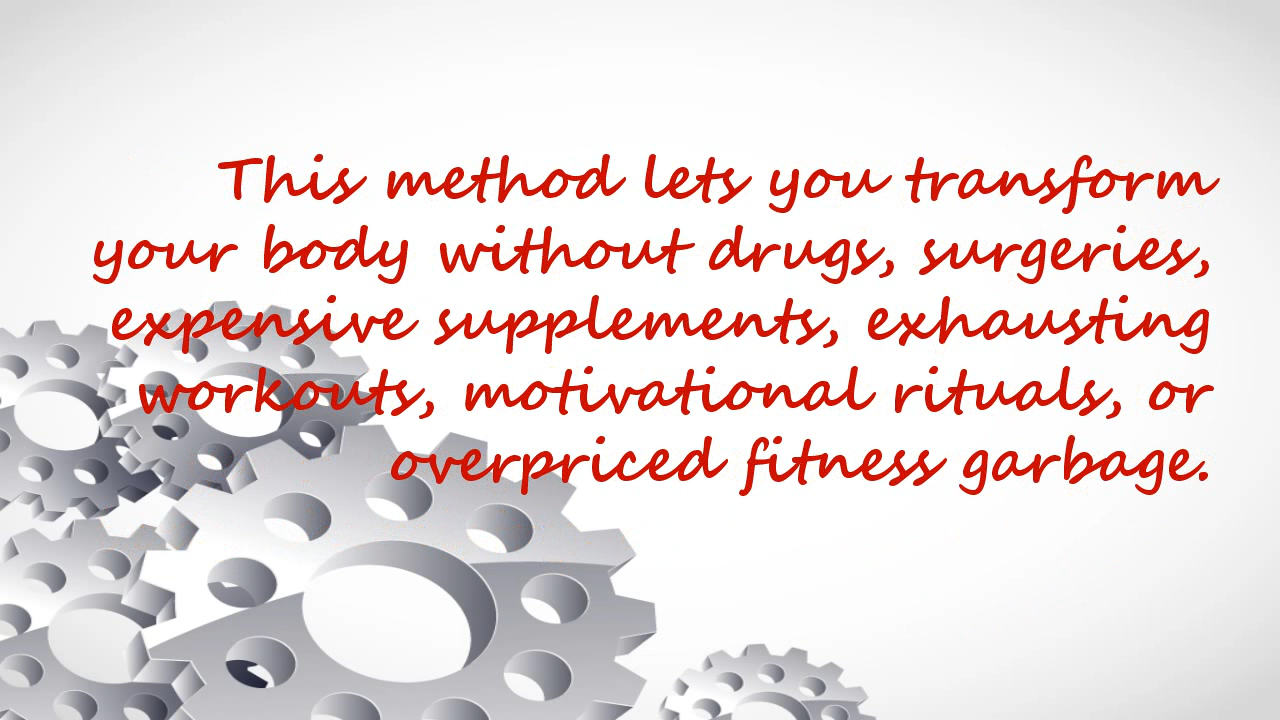 This method lets you transform
your body without drugs, surgeries,
expensive supplements, exhausting
workouts, motivational rituals, or
overpriced fitness garbage.